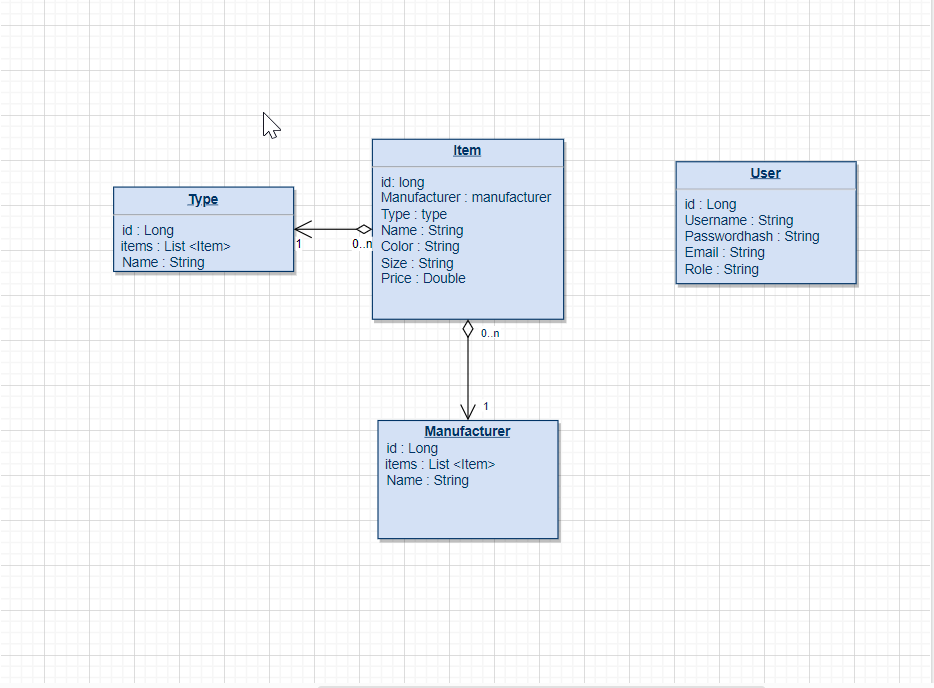 Type
id : Long
items : List <Item>
Name : String
1
0..n
Item
id: long
Manufacturer : manufacturer
Type : type
Name : String
Color : String
Size : String
Price : Double
0..n
1
Manufacturer
id : Long
items : List <Item>
Name : String
User
id : Long
Username : String
Passwordhash : String
Email : String
Role : String